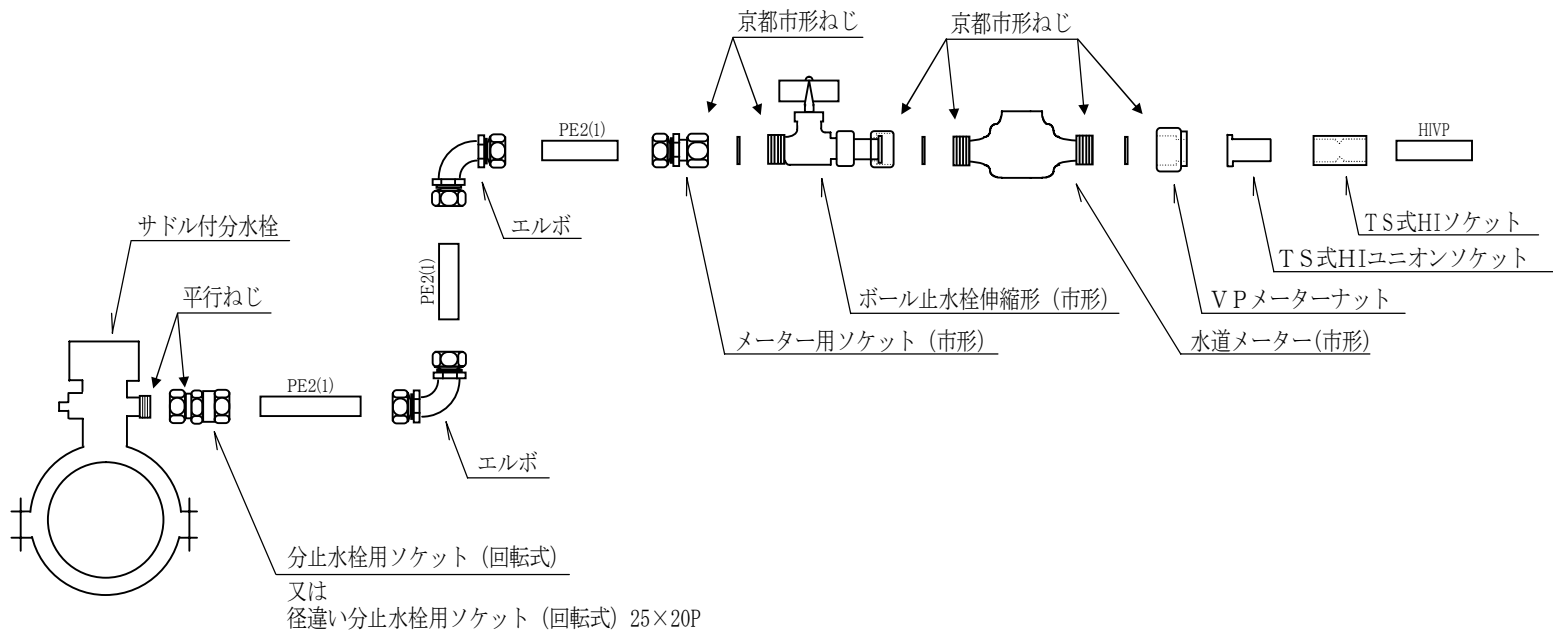 京都市形ねじ
京都市形ねじ
PE2(1)
HIVP
エルボ
TS式HIソケット
サドル付分水栓
TS式HIユニオンソケット
PE2(1)
平行ねじ
ボール止水栓伸縮形 (市形)
VPメーターナット
メーター用ソケット (市形)
水道メーター(市形)
PE2(1)
エルボ
分止水栓用ソケット (回転式)
又は
径違い分止水栓用ソケット (回転式) 25×20P